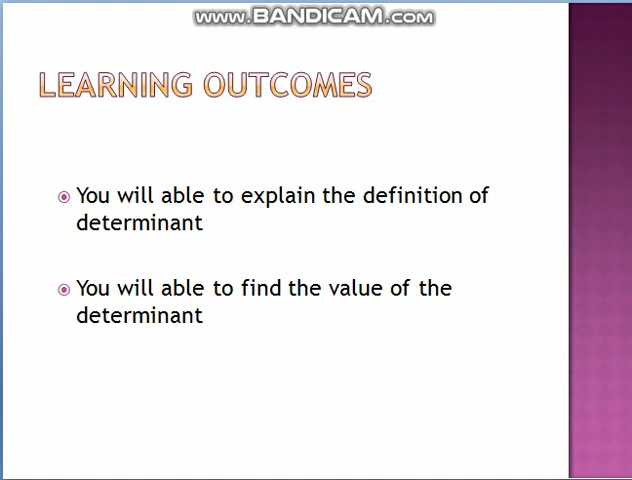 www.BANDICAM.com
LEARNING OUTCOMES
You will able to explain the definition of
determinant
You will able to find the value of the
determinant